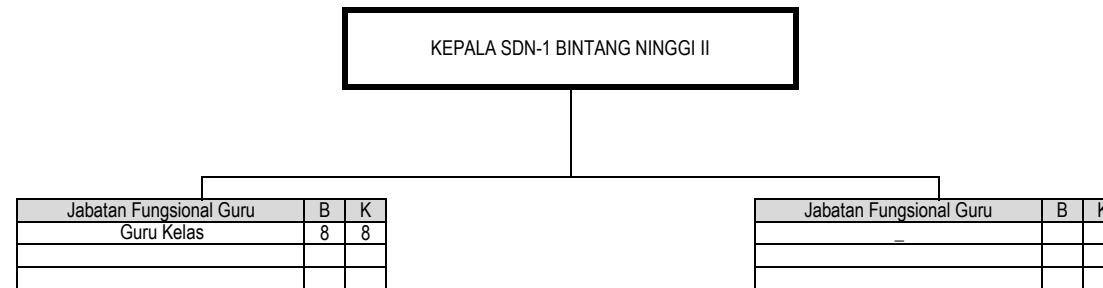 KEPALA SDN-1 BINTANG NINGGI II
Jabatan Fungsional Guru B K
Guru Kelas 8 8
Jabatan Fungsional Guru B K
_